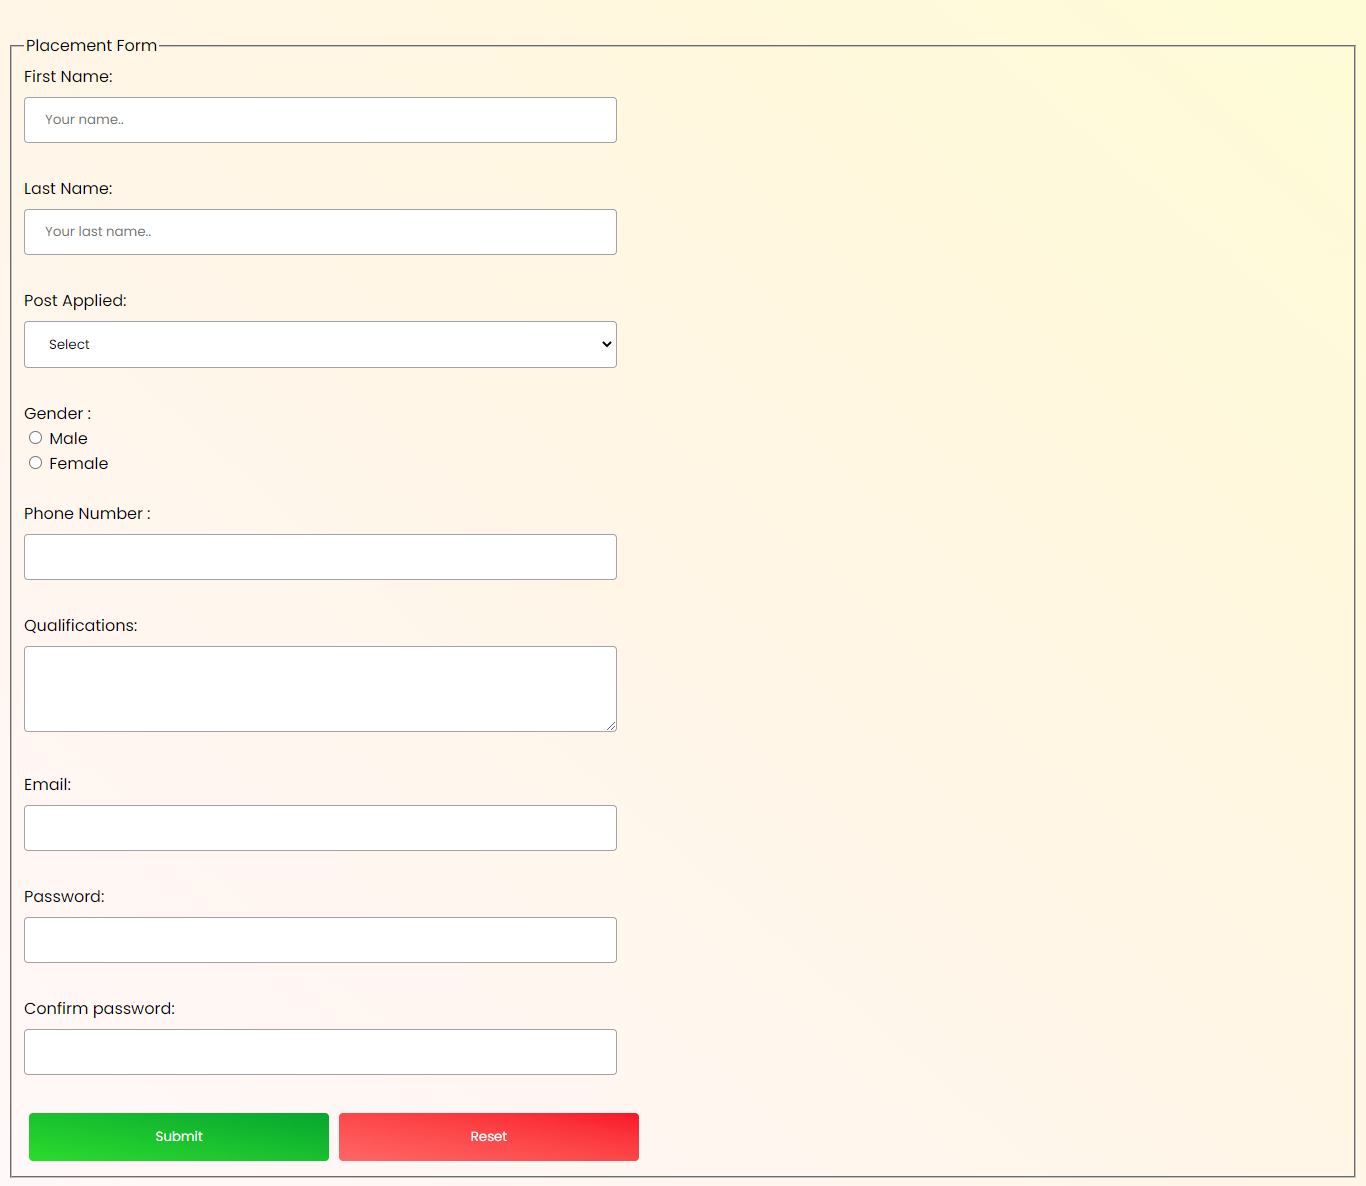 Placement Form
First Name:
Your name..
Last Name:
Your last name..
Post Applied:
Select
Gender :
Male
Female
Phone Number :
Qualifications:
Email:
Password:
Confirm password:
Submit Reset